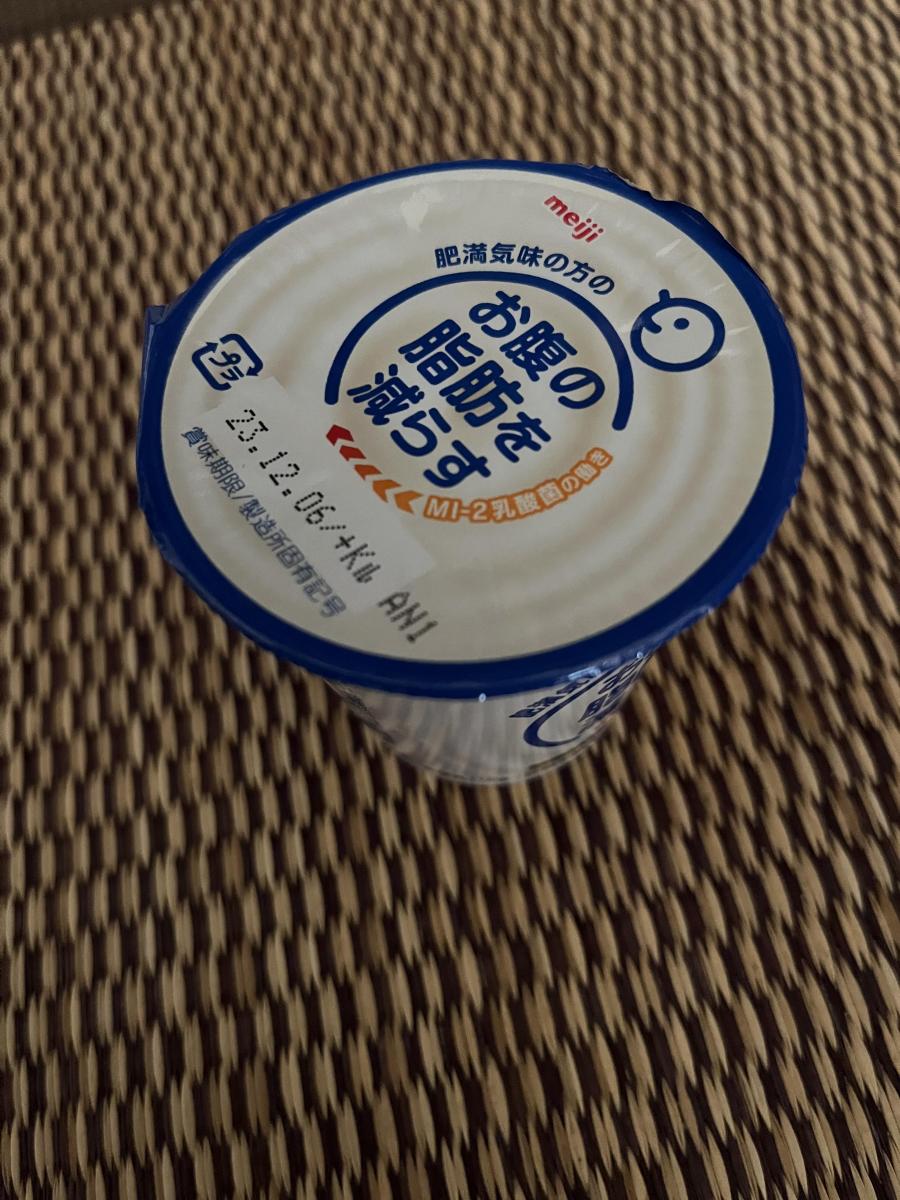 meiji
肥満気味の方の
お腹の
脂肪を
減らす
MI-2乳酸菌の働き
プラ
23.12.06/+Kル AN1
賞味期限/製造所固有記号